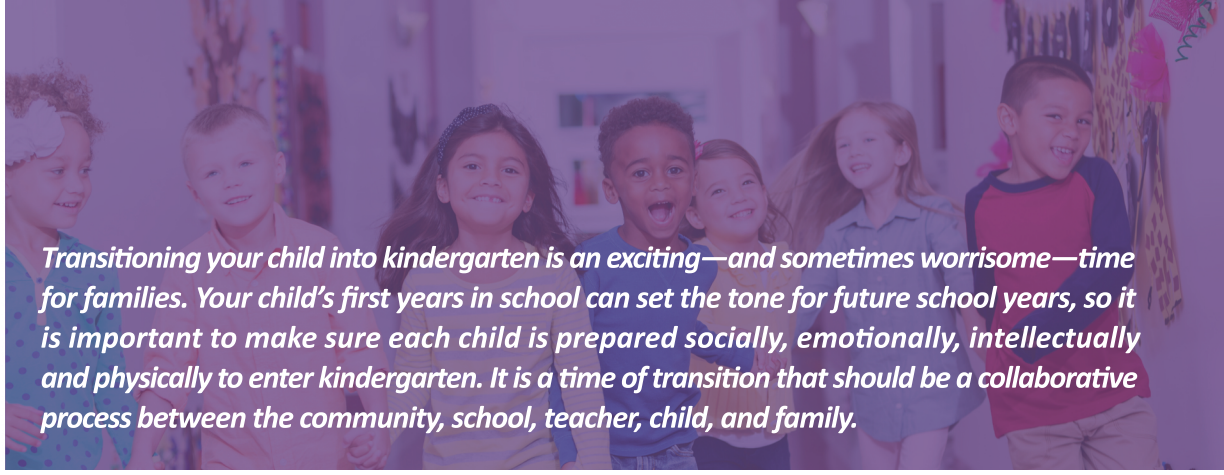 Transitioning your child into kindergarten is an exciting—and sometimes worrisome—time
for families. Your child’s first years in school can set the tone for future school years, so it
is important to make sure each child is prepared socially, emotionally, intellectually
and physically to enter kindergarten. It is a time of transition that should be a collaborative
process between the community, school, teacher, child, and family.